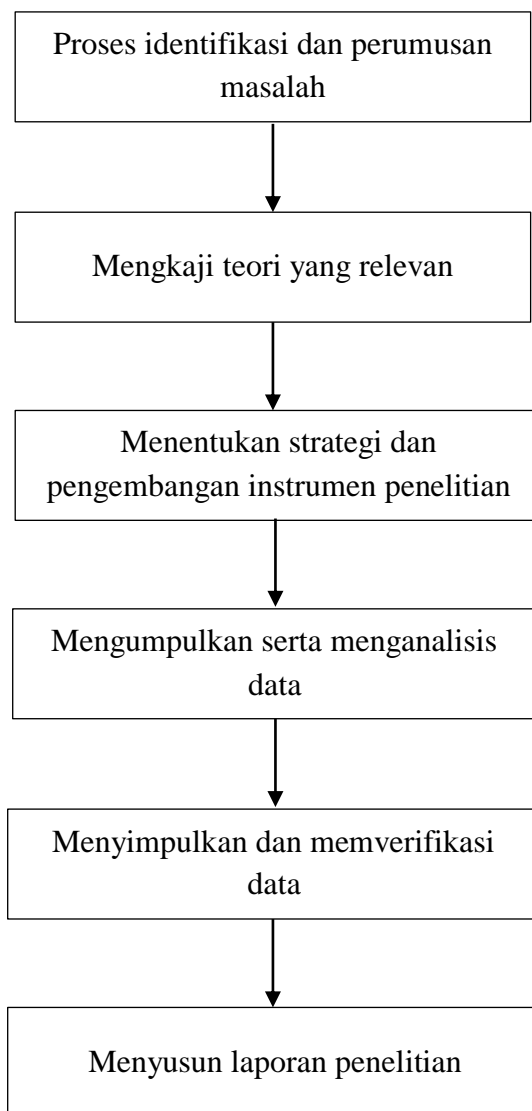 Proses identifikasi dan perumusan
masalah
Mengkaji teori yang relevan
Menentukan strategi dan
pengembangan instrumen penelitian
Mengumpulkan serta menganalisis
data
Menyimpulkan dan memverifikasi
data
Menyusun laporan penelitian